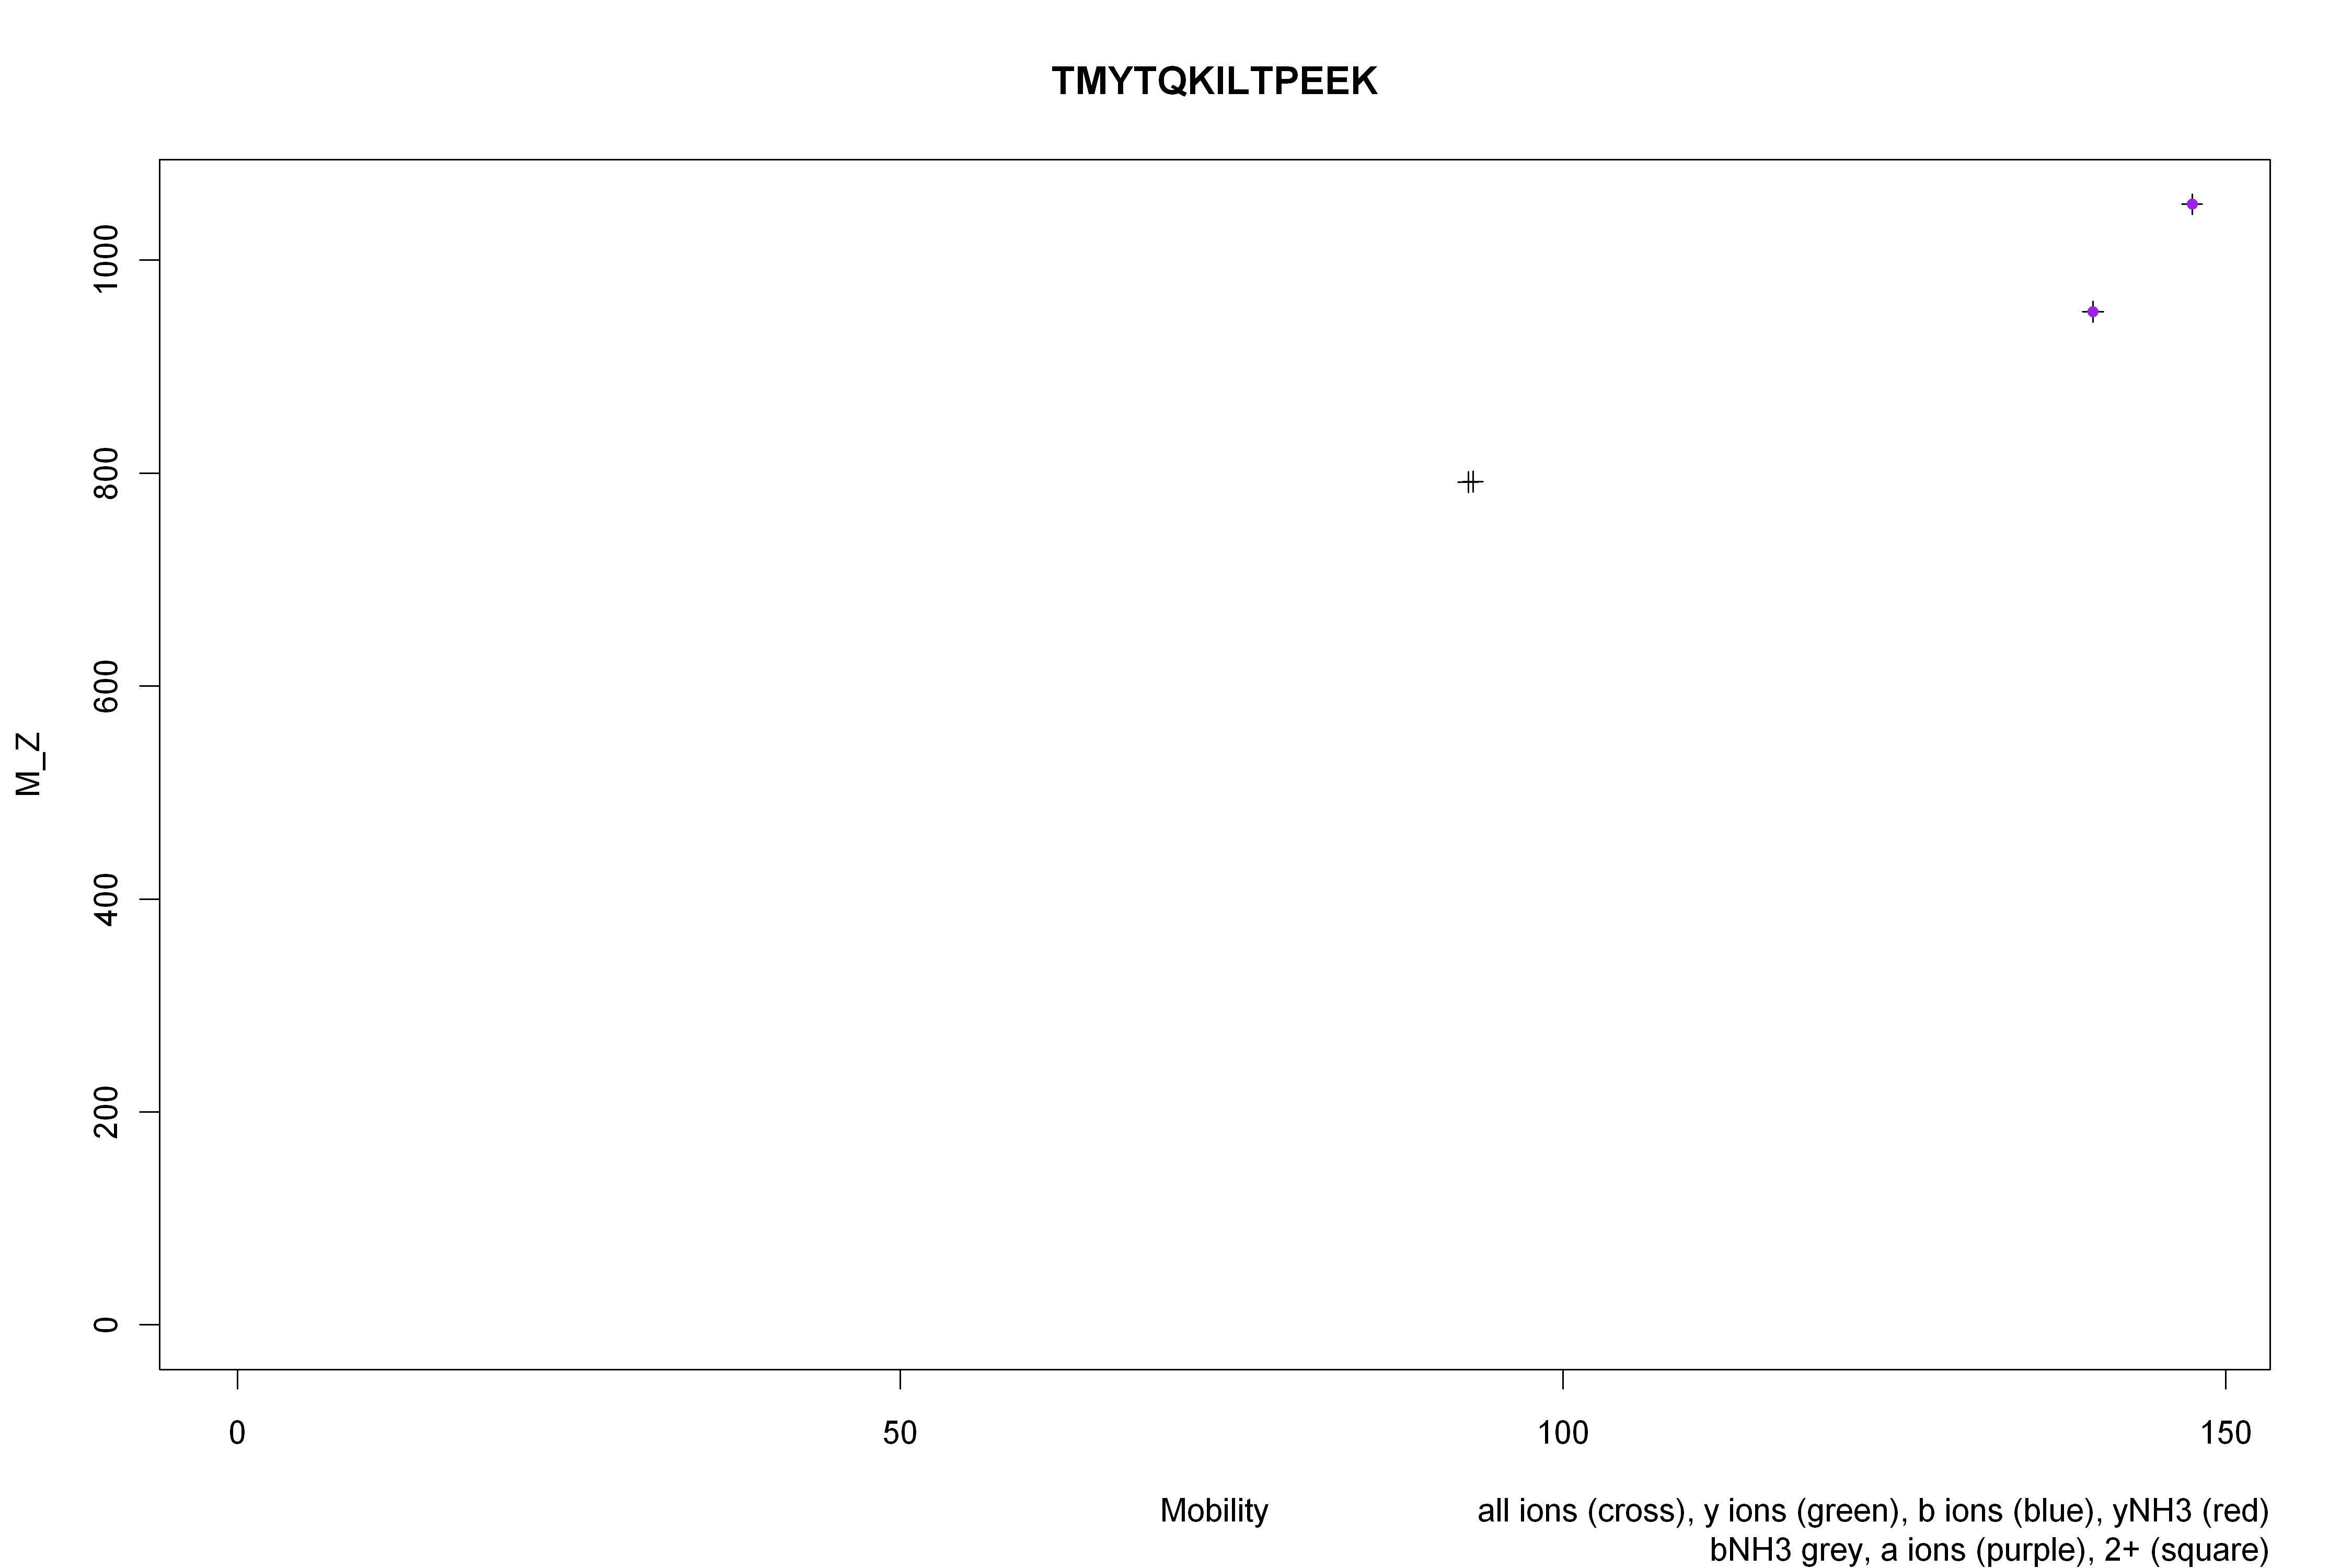 TMYTQKILTPEEK
1000
800
600
400
200
0
M_Z
0 50 100 150
Mobility
all ions (cross), y ions (green), b ions (blue), yNH3 (red)
bNH3 grey, a ions (purple), 2+ (square)